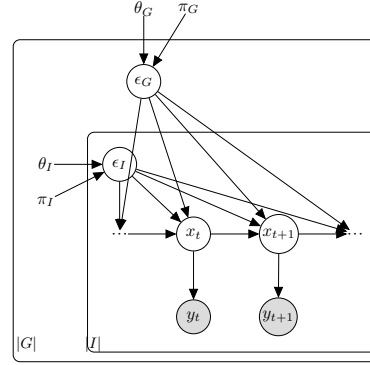 θ_G π_G
ϵ_G
θ_I ϵ_I
π_I
... x_t x_{t+1} ...
y_t y_{t+1}
|G| |I|